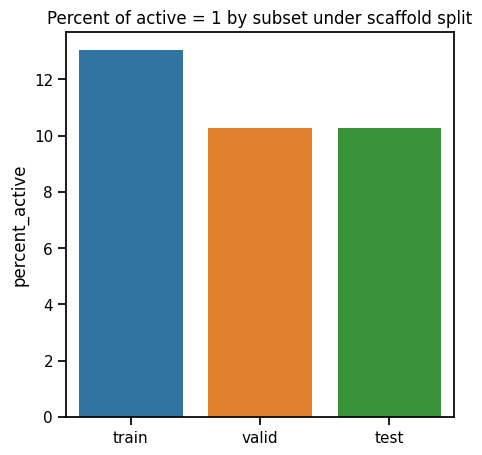 Percent of active = 1 by subset under scaffold split
percent_active
12
10
8
6
4
2
0
train valid test